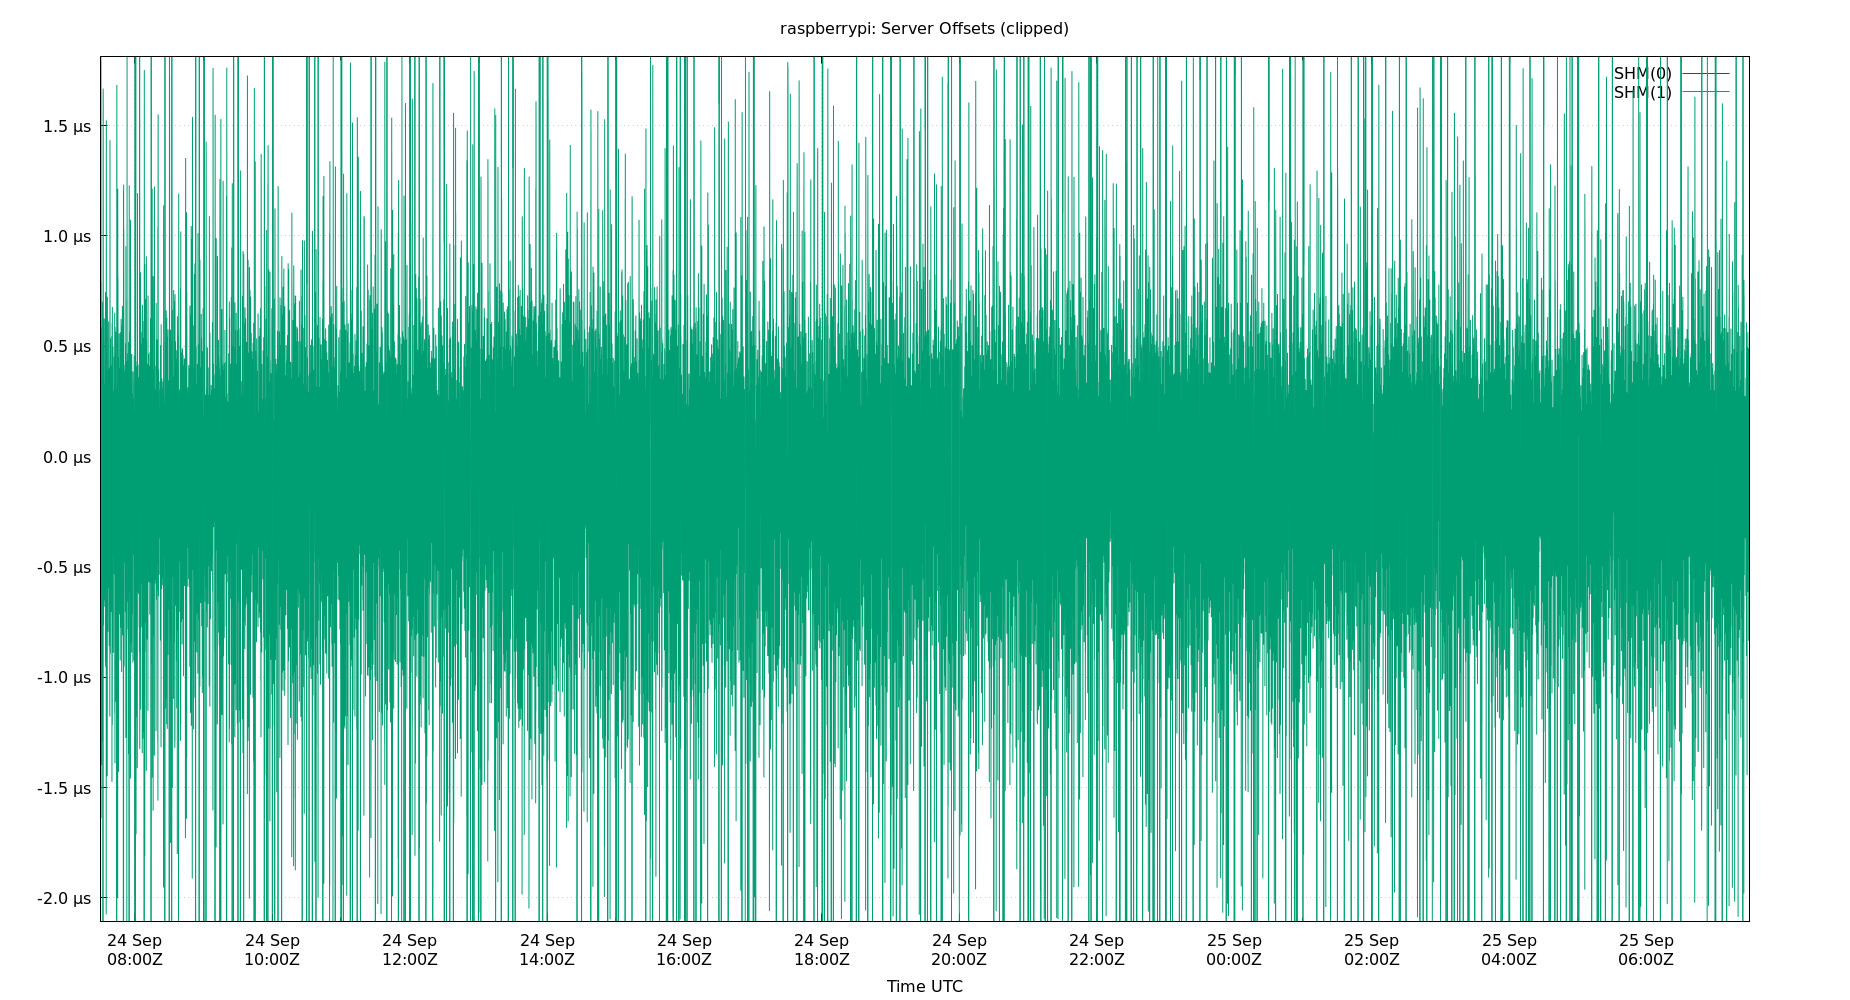 raspberrypi: Server Offsets (clipped)
SHM(0)
SHM(1)
1.5 µs
1.0 µs
0.5 µs
0.0 µs
-0.5 µs
-1.0 µs
-1.5 µs
-2.0 µs
24 Sep 24 Sep 24 Sep 24 Sep 24 Sep 24 Sep 24 Sep 24 Sep 25 Sep 25 Sep 25 Sep 25 Sep
08:00Z 10:00Z 12:00Z 14:00Z 16:00Z 18:00Z 20:00Z 22:00Z 00:00Z 02:00Z 04:00Z 06:00Z
Time UTC